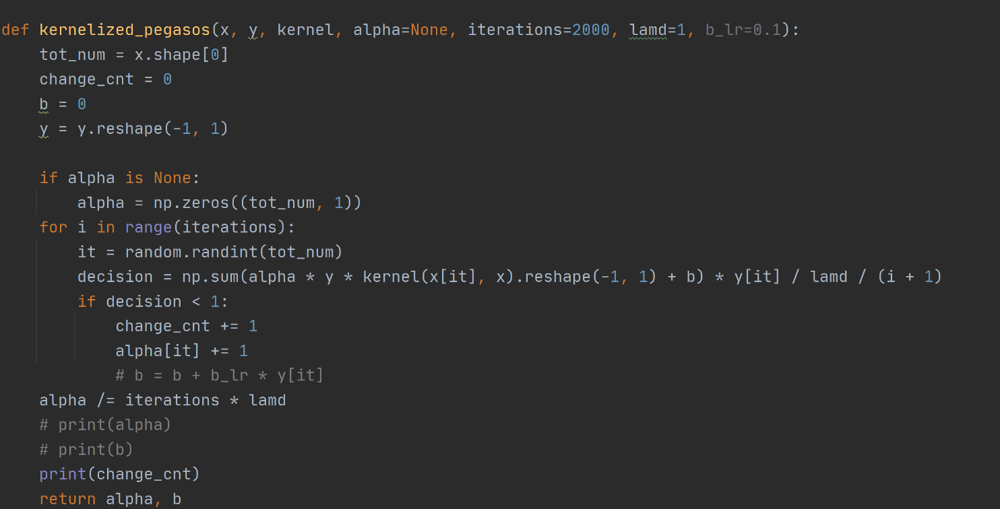 def kernelized_pegasos(x, y, kernel, alpha=None, iterations=2000, lamd=1, b_lr=0.1):
    tot_num = x.shape[0]
    change_cnt = 0
    b = 0
    y = y.reshape(-1, 1)

    if alpha is None:
        alpha = np.zeros((tot_num, 1))
    for i in range(iterations):
        it = random.randint(tot_num)
        decision = np.sum(alpha * y * kernel(x[it], x).reshape(-1, 1) + b) * y[it] / lamd / (i + 1)
        if decision < 1:
            change_cnt += 1
            alpha[it] += 1
            # b = b + b_lr * y[it]
    alpha /= iterations * lamd
    # print(alpha)
    # print(b)
    print(change_cnt)
    return alpha, b